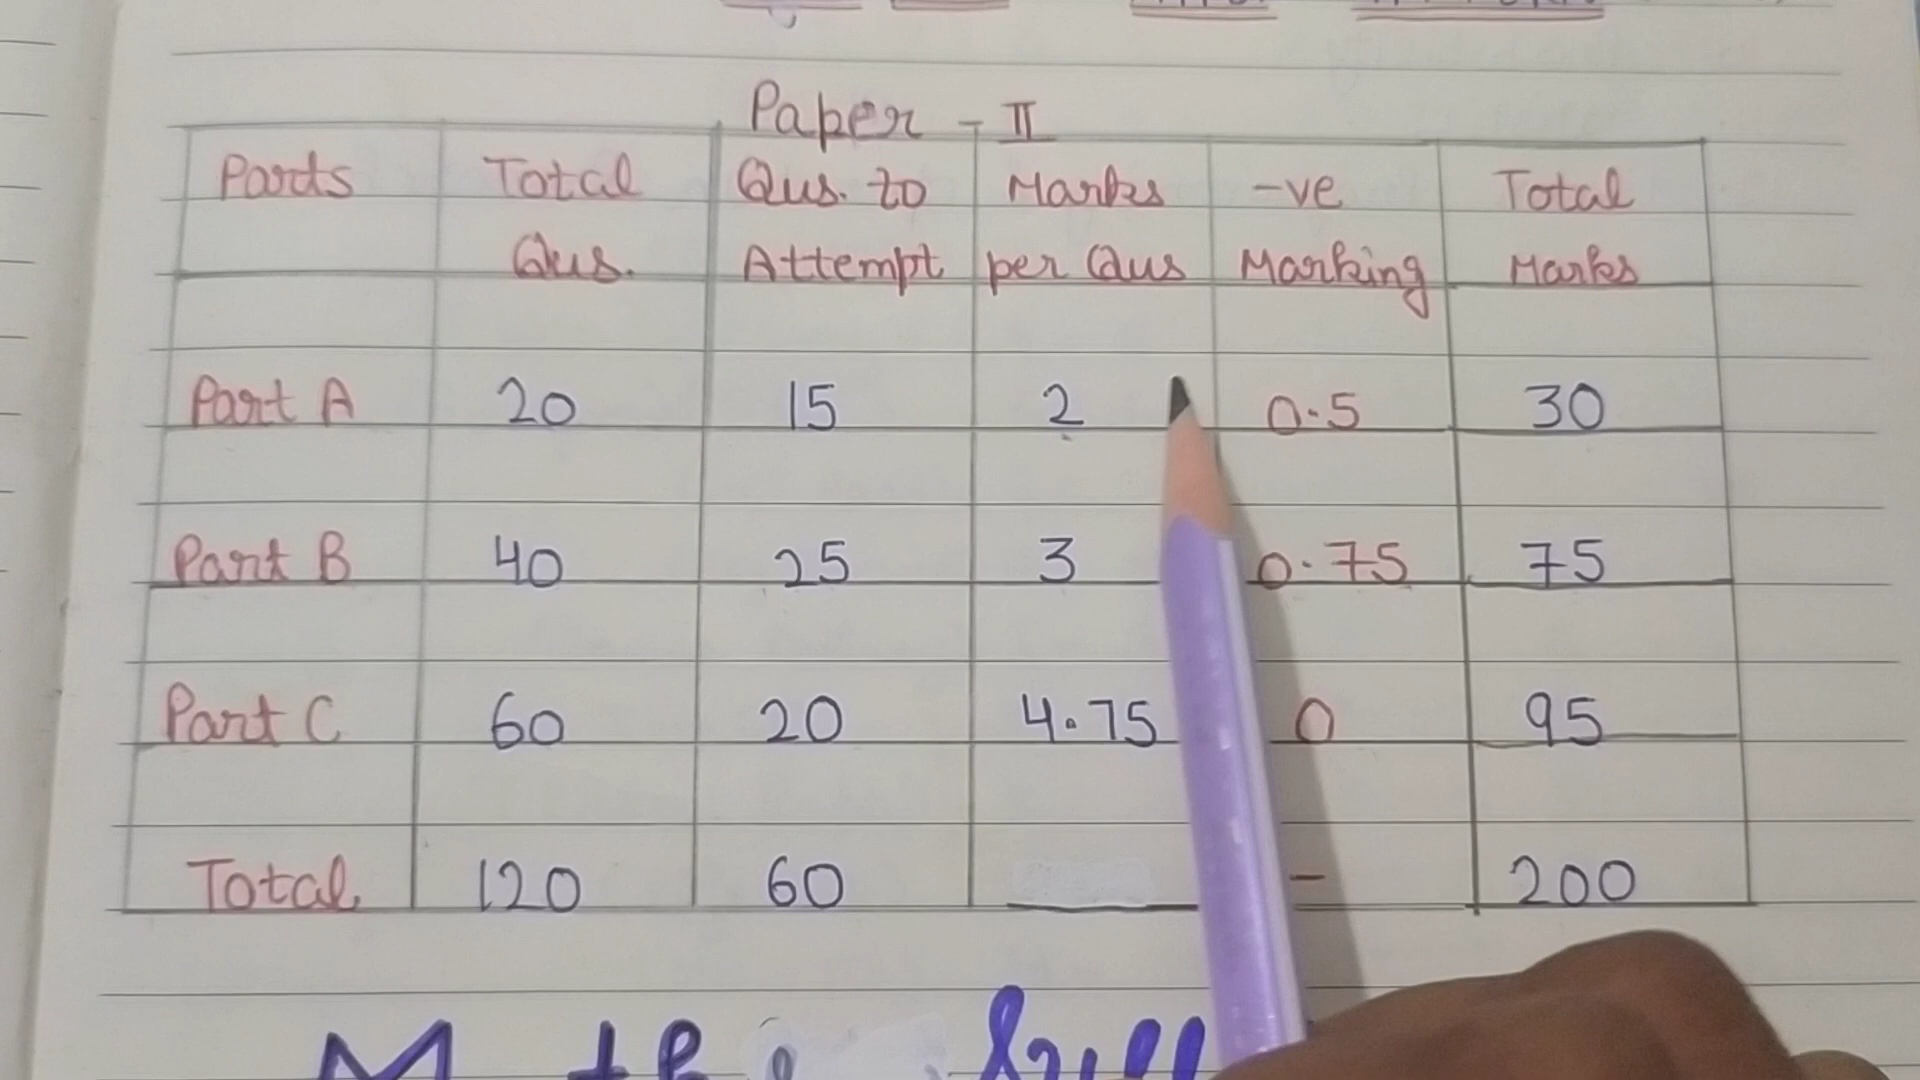 Paper - II
Parts Total Qus. to Marks -ve Total
Qus. Attempt per Qus Marking Marks
Part A 20 15 2 0.5 30
Part B 40 25 3 0.75 75
Part C 60 20 4.75 0 95
Total 120 60 - 200